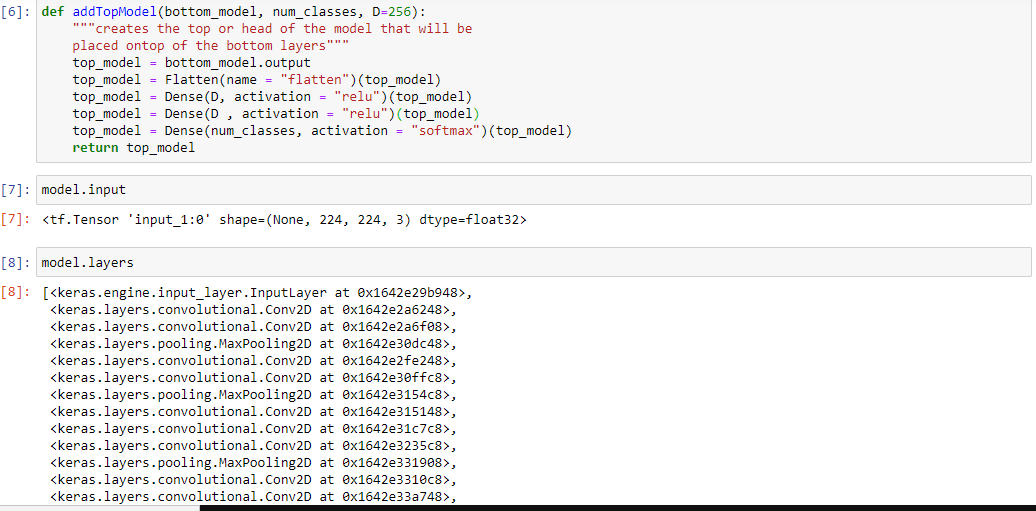 [6]: def addTopModel(bottom_model, num_classes, D=256):
"""creates the top or head of the model that will be
placed ontop of the bottom layers"""
top_model = bottom_model.output
top_model = Flatten(name = "flatten")(top_model)
top_model = Dense(D, activation = "relu")(top_model)
top_model = Dense(D , activation = "relu")(top_model)
top_model = Dense(num_classes, activation = "softmax")(top_model)
return top_model
[7]: model.input
[7]: <tf.Tensor 'input_1:0' shape=(None, 224, 224, 3) dtype=float32>
[8]: model.layers
[8]: [<keras.engine.input_layer.InputLayer at 0x1642e29b948>,
<keras.layers.convolutional.Conv2D at 0x1642e2a6248>,
<keras.layers.convolutional.Conv2D at 0x1642e2a6f08>,
<keras.layers.pooling.MaxPooling2D at 0x1642e30dc48>,
<keras.layers.convolutional.Conv2D at 0x1642e2fe248>,
<keras.layers.convolutional.Conv2D at 0x1642e30ffc8>,
<keras.layers.pooling.MaxPooling2D at 0x1642e3154c8>,
<keras.layers.convolutional.Conv2D at 0x1642e315148>,
<keras.layers.convolutional.Conv2D at 0x1642e31c7c8>,
<keras.layers.convolutional.Conv2D at 0x1642e3235c8>,
<keras.layers.pooling.MaxPooling2D at 0x1642e331908>,
<keras.layers.convolutional.Conv2D at 0x1642e3310c8>,
<keras.layers.convolutional.Conv2D at 0x1642e33a748>,